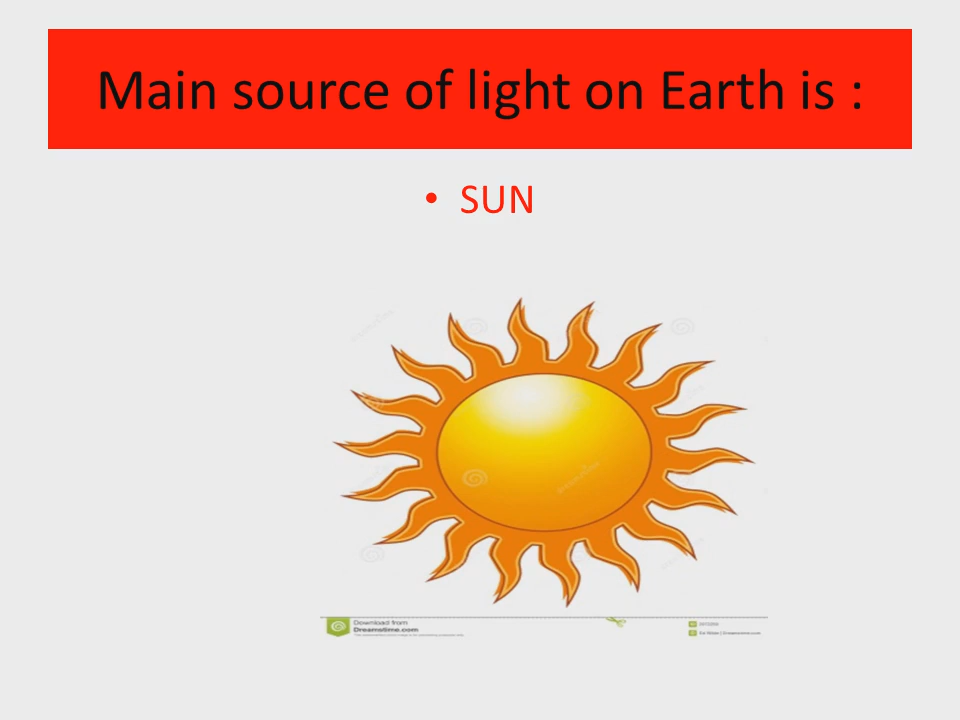 Main source of light on Earth is :
• SUN
Download from
Dreamstime.com